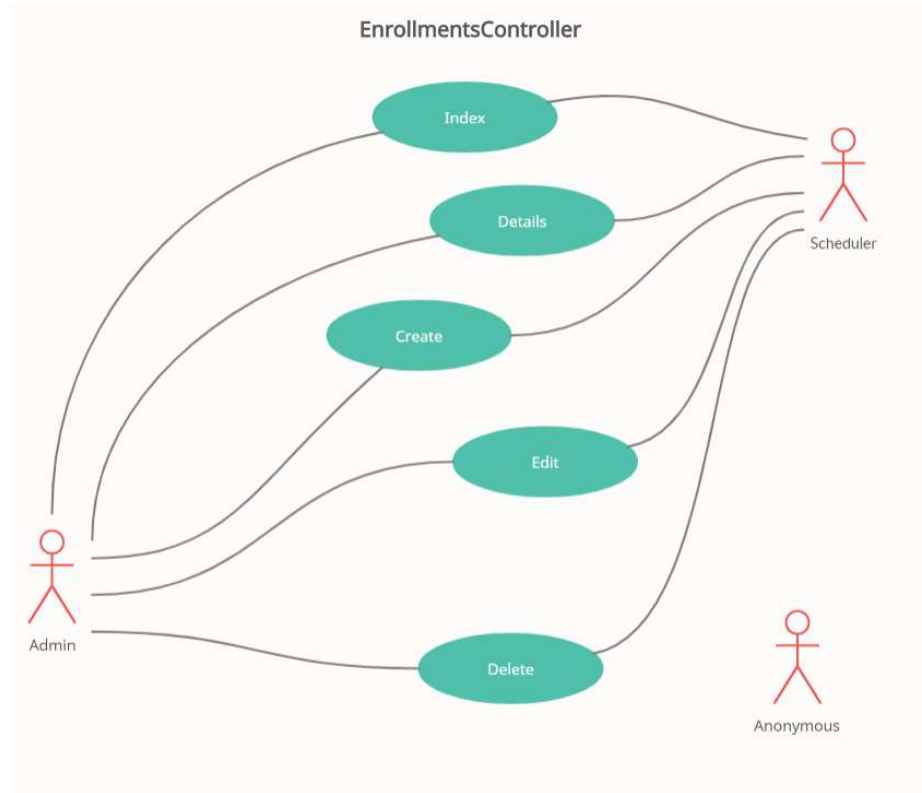 EnrollmentsController
Index
Details
Scheduler
Create
Edit
Admin
Delete
Anonymous